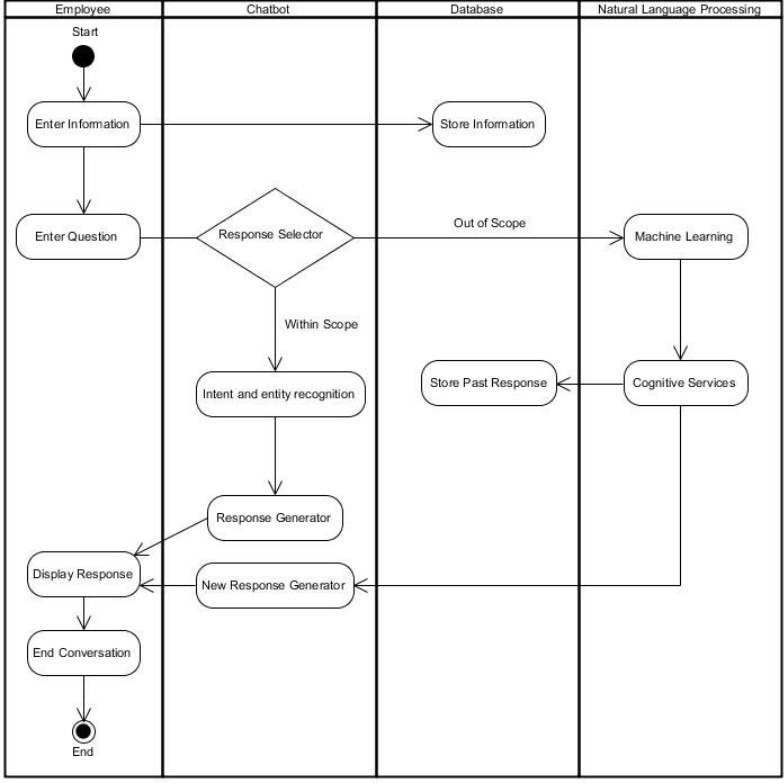 Employee
Chatbot
Database
Natural Language Processing
Start
Enter Information
Store Information
Enter Question
Response Selector
Out of Scope
Machine Learning
Within Scope
Intent and entity recognition
Store Past Response
Cognitive Services
Response Generator
Display Response
New Response Generator
End Conversation
End